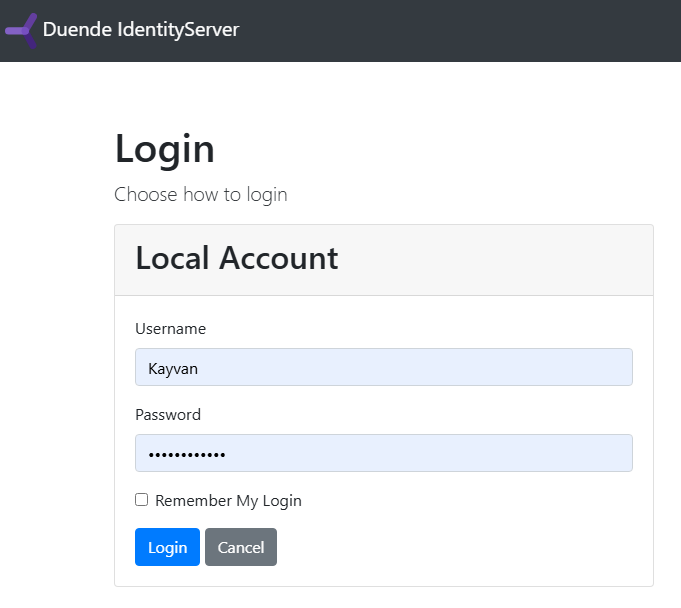 Duende IdentityServer
Login
Choose how to login
Local Account
Username
Kayvan
Password
••••••••••••
Remember My Login
Login Cancel